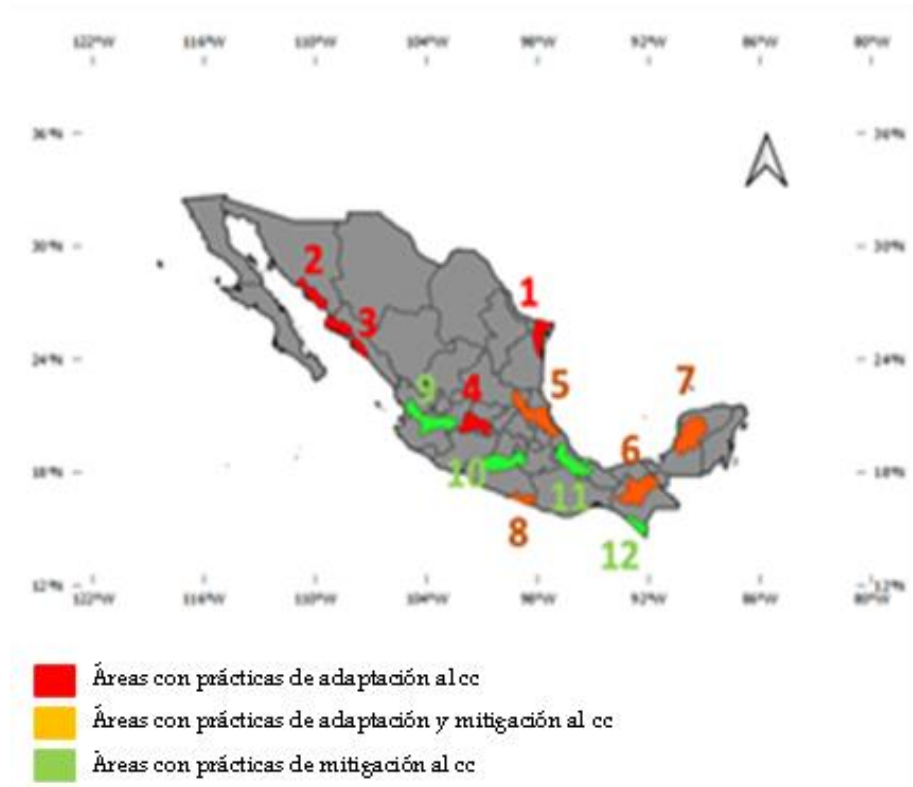 122°W 116°W 110°W 104°W 98°W 92°W 86°W 80°W
36°N 36°N
30°N 30°N
2
1
3
24°N 24°N
9 4 5 7
6
18°N 18°N
10 11
8
12
12°N 12°N
122°W 116°W 110°W 104°W 98°W 92°W 86°W 80°W
Áreas con prácticas de adaptación al cc
Áreas con prácticas de adaptación y mitigación al cc
Áreas con prácticas de mitigación al cc